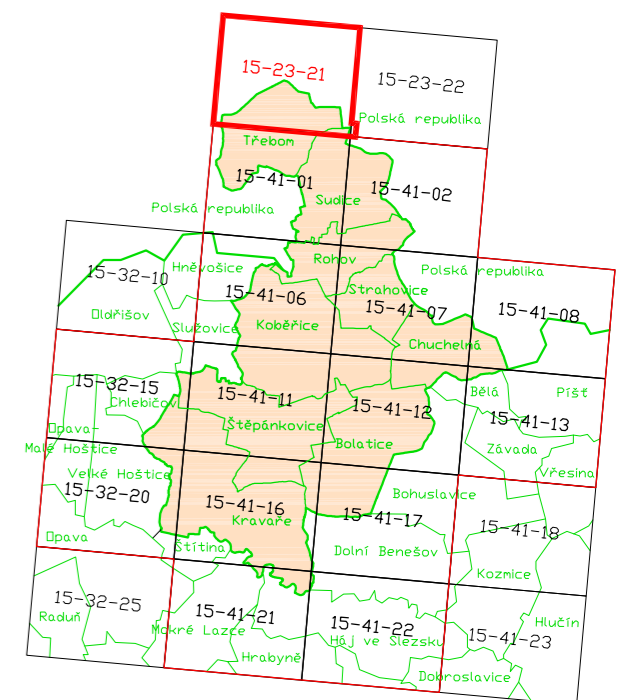 15-23-21
15-23-22
Polská republika
Třebom
15-41-01
15-41-02
Sudice
Polská republika
Rohov
Hněvošice
Polská republika
15-32-10
Strahovice
15-41-06
15-41-07
15-41-08
Oldřišov
Služovice
Kobeřice
Chuchelná
15-32-15
15-41-11
Bělá
Píšť
Chlebičov
15-41-12
15-41-13
Opava-
Štěpánkovice
Malé Hoštice
Bolatice
Závada
Velké Hoštice
Vřesina
15-32-20
Bohuslavice
15-41-16
Kravaře
15-41-17
15-41-18
Opava
Štítina
Dolní Benešov
Kozmice
15-32-25
Raduň
15-41-21
Mokré Lazce
15-41-22
Háj ve Slezsku
Hlučín
15-41-23
Hrabyně
Dobroslavice